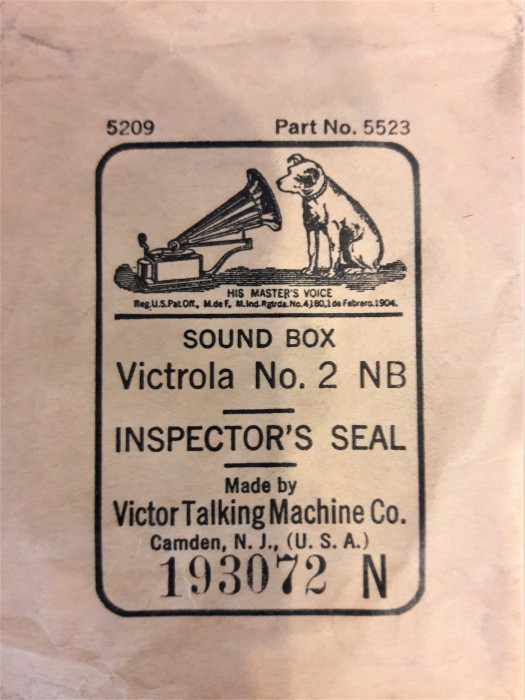 5209 Part No. 5523
HIS MASTER'S VOICE
Reg.U.S.Pat.Off., M.de F. M.Ind.Rgtrda.No.4,180,1 de Febrero.1904.
SOUND BOX
Victrola No. 2 NB
INSPECTOR'S SEAL
Made by
Victor Talking Machine Co.
Camden, N. J., (U. S. A.)
193072 N